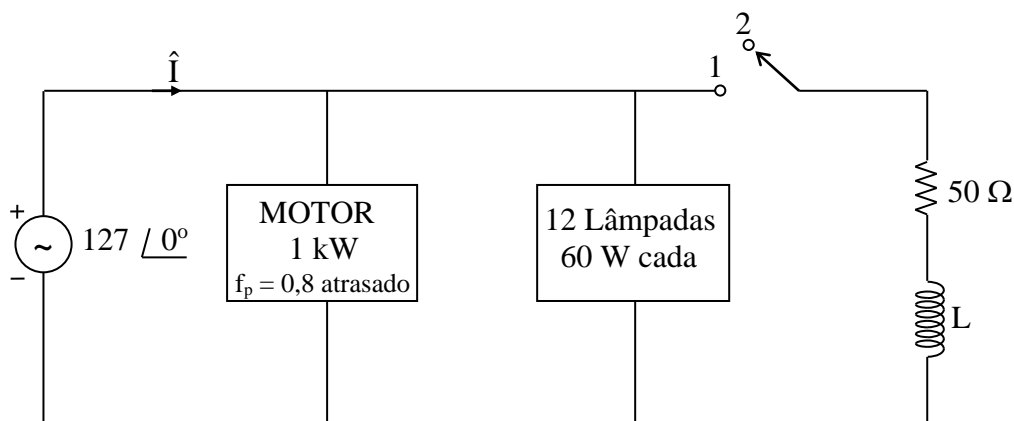 2
Î
1
+
~
−
127 / 0º
MOTOR
1 kW
fp = 0,8 atrasado
12 Lâmpadas
60 W cada
50 Ω
L